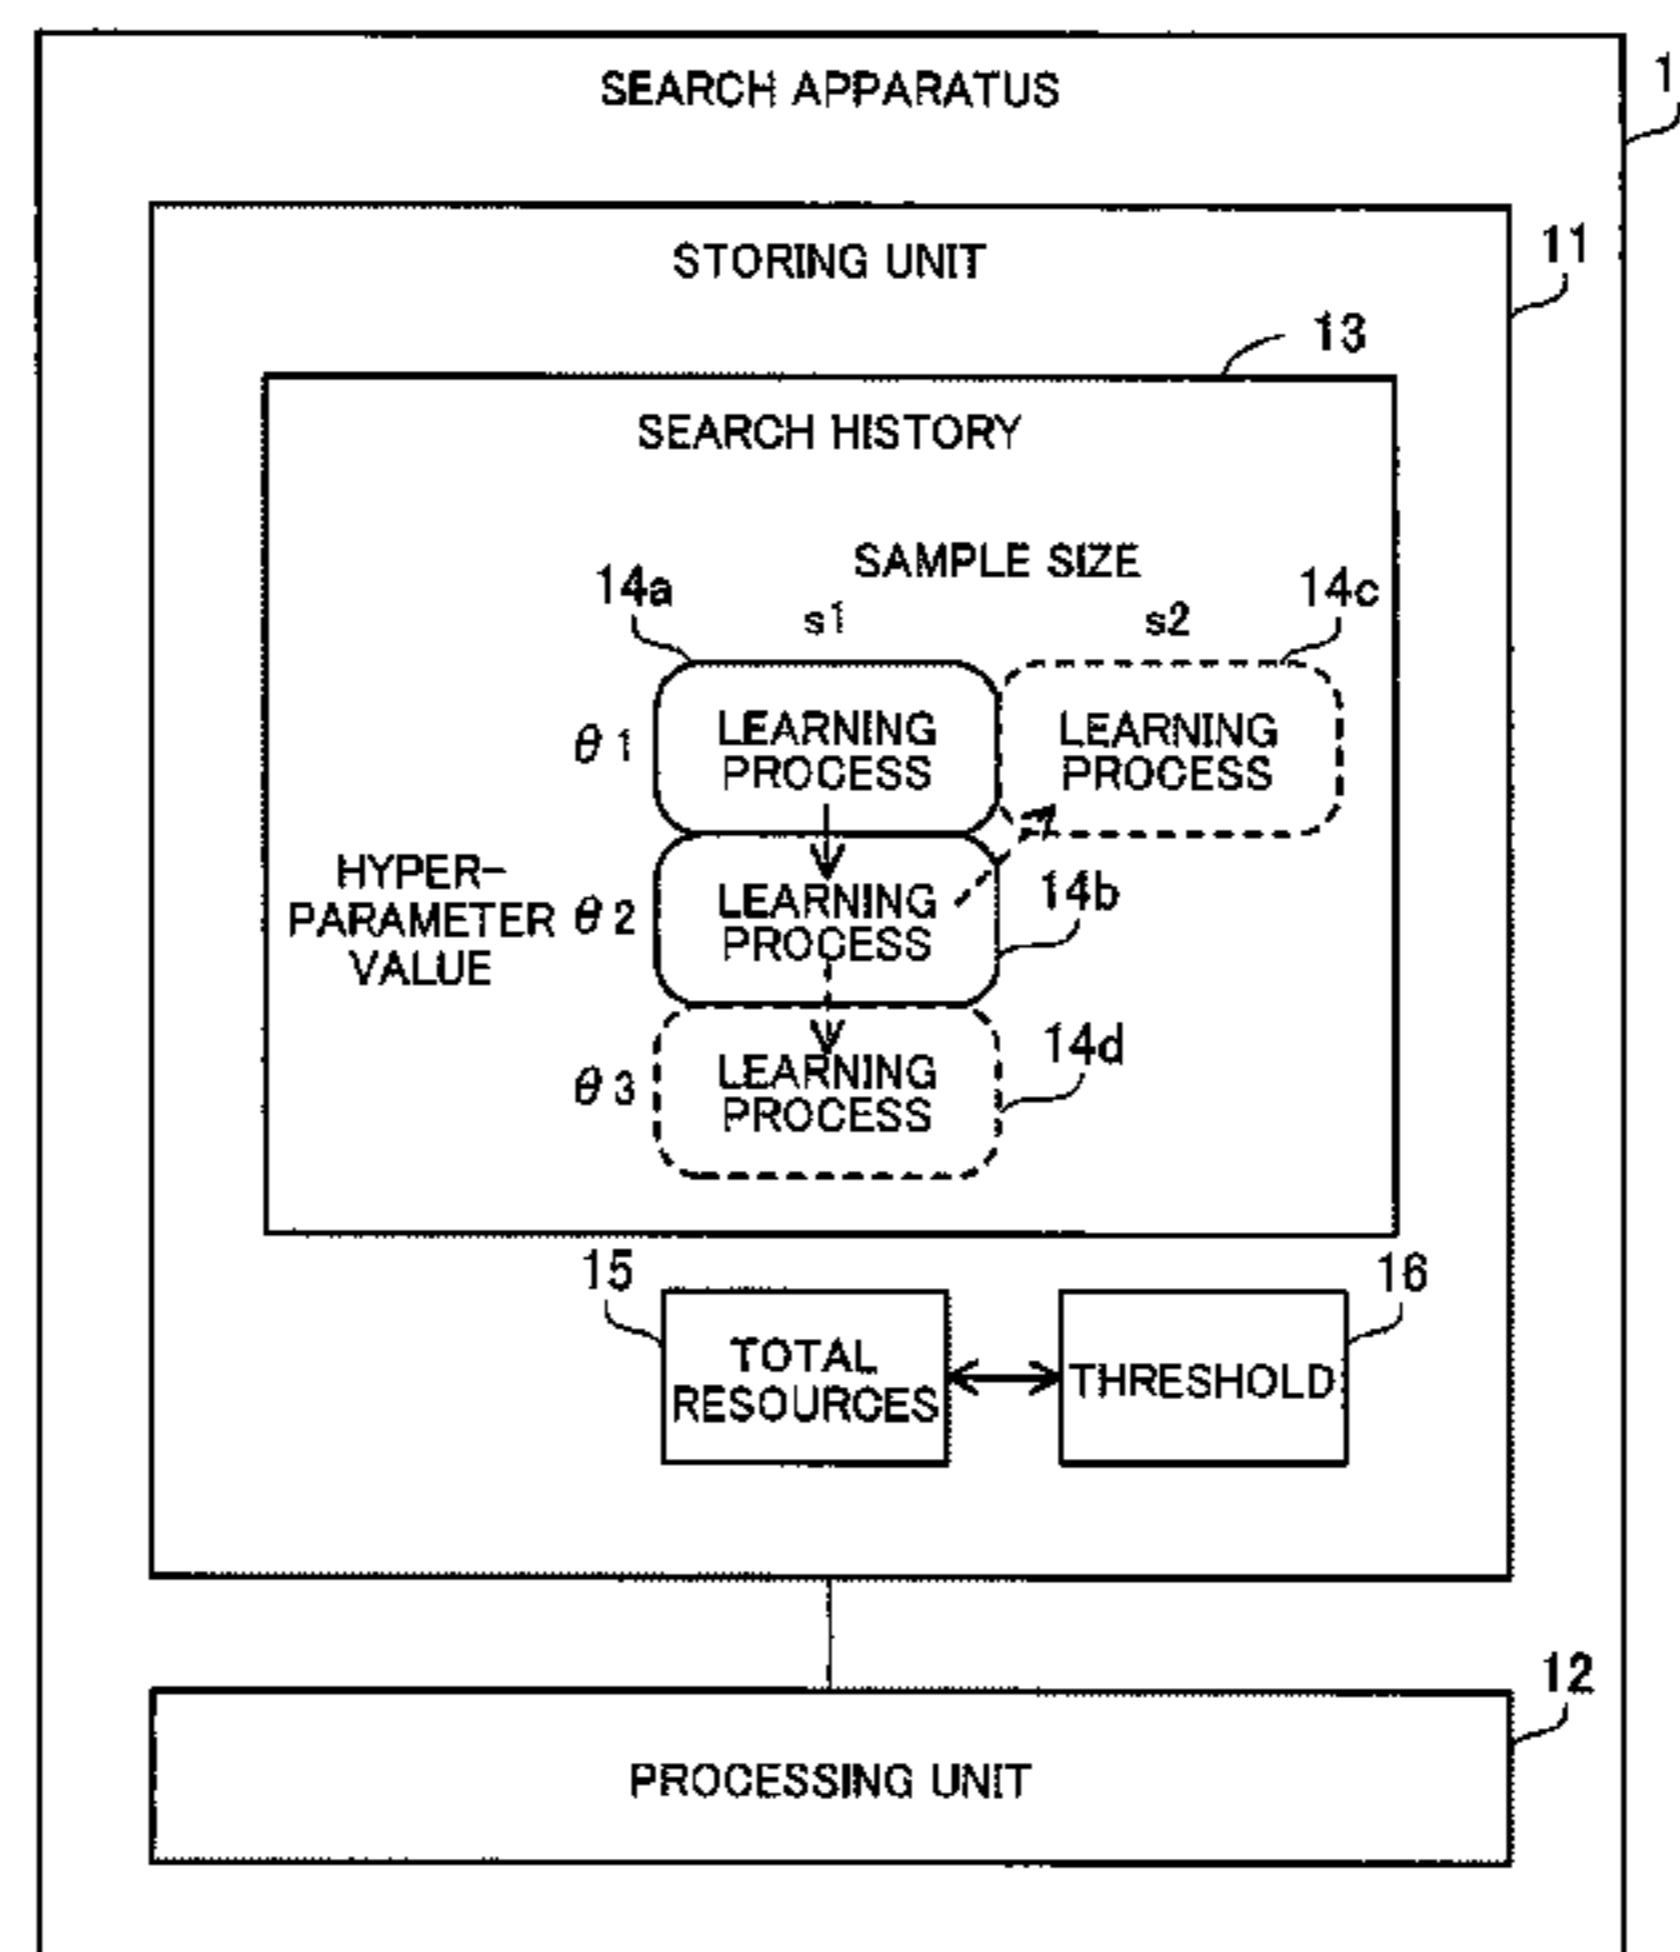 SEARCH APPARATUS
1
STORING UNIT
11
13
SEARCH HISTORY
SAMPLE SIZE
14a
s1
s2
14c
θ1
LEARNING
PROCESS
LEARNING
PROCESS
HYPER-
PARAMETER
VALUE
θ2
LEARNING
PROCESS
14b
θ3
LEARNING
PROCESS
14d
15
TOTAL
RESOURCES
16
THRESHOLD
12
PROCESSING UNIT